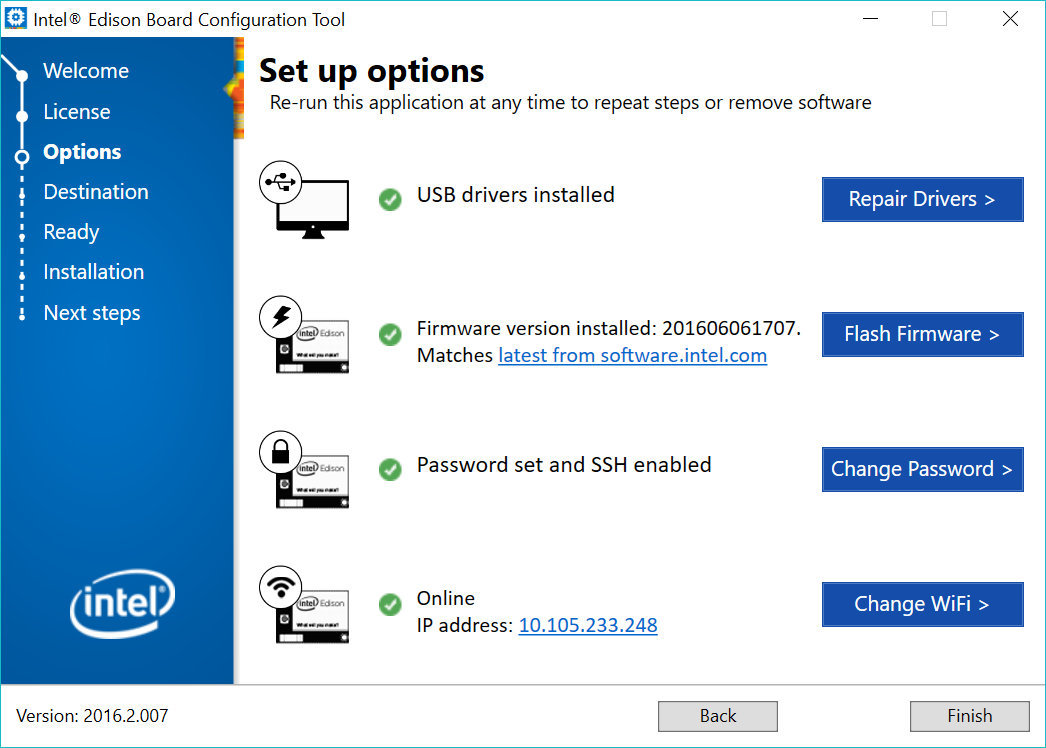 Intel® Edison Board Configuration Tool
Welcome
License
Options
Destination
Ready
Installation
Next steps
intel®
Set up options
Re-run this application at any time to repeat steps or remove software
USB drivers installed
Repair Drivers >
intel Edison
What will you make?
Firmware version installed: 201606061707.
Matches latest from software.intel.com
Flash Firmware >
intel Edison
What will you make?
Password set and SSH enabled
Change Password >
intel Edison
What will you make?
Online
IP address: 10.105.233.248
Change WiFi >
Version: 2016.2.007
Back
Finish